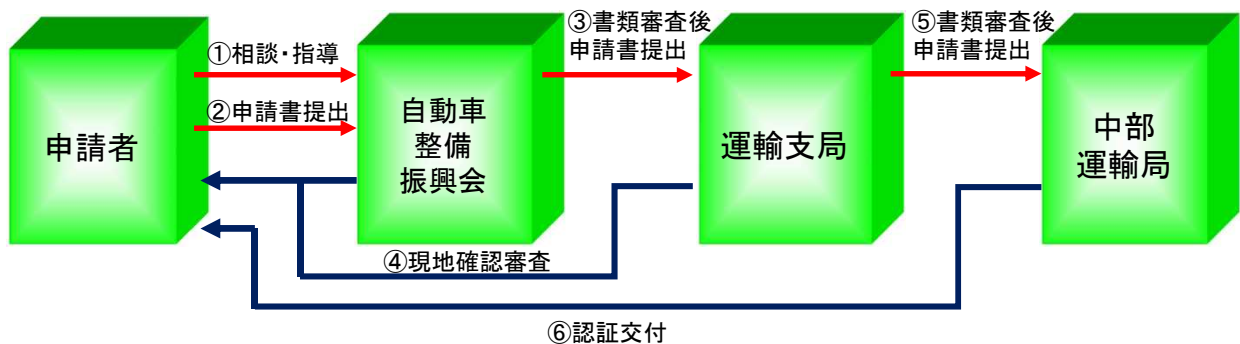 ①相談・指導
②申請書提出
③書類審査後
申請書提出
⑤書類審査後
申請書提出
申請者
自動車
整備
振興会
運輸支局
中部
運輸局
④現地確認審査
⑥認証交付